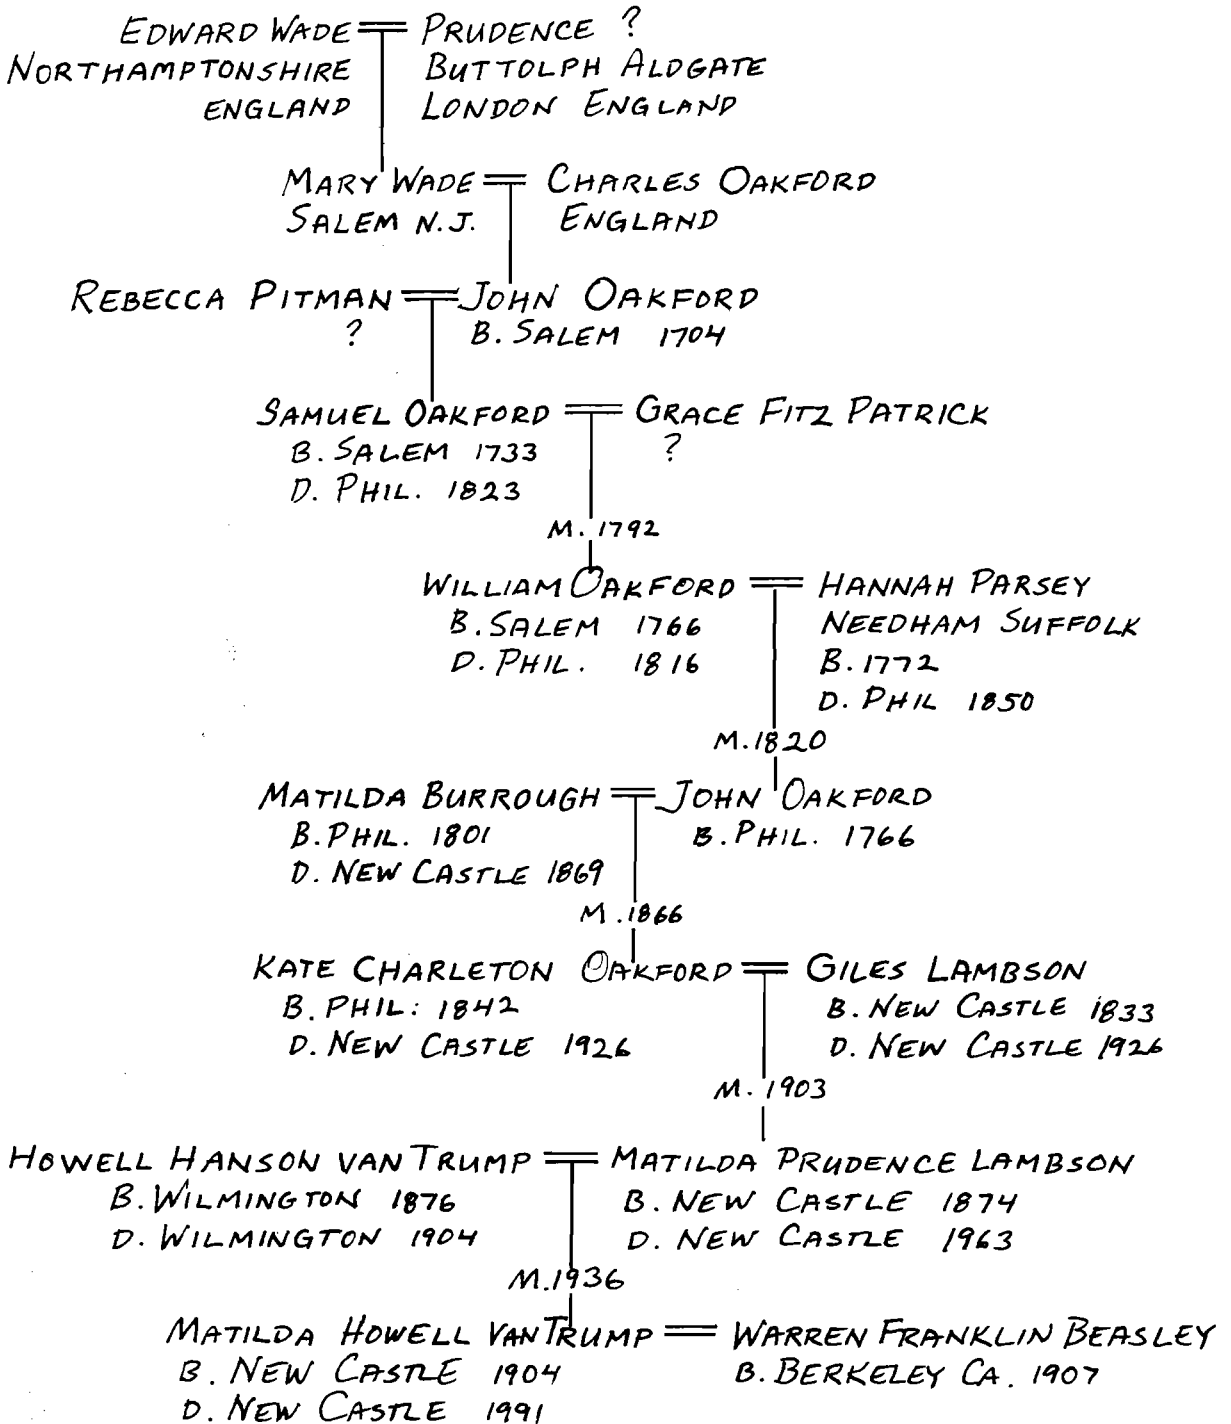 EDWARD WADE = PRUDENCE ?
NORTHAMPTONSHIRE BUTTOLPH ALDGATE
ENGLAND LONDON ENGLAND
MARY WADE = CHARLES OAKFORD
SALEM N.J. ENGLAND
REBECCA PITMAN = JOHN OAKFORD
? B. SALEM 1704
SAMUEL OAKFORD = GRACE FITZ PATRICK
B. SALEM 1733 ?
D. PHIL. 1823
M. 1792
WILLIAM OAKFORD = HANNAH PARSEY
B. SALEM 1766 NEEDHAM SUFFOLK
D. PHIL. 1816 B. 1772
D. PHIL 1850
M. 1820
MATILDA BURROUGH = JOHN OAKFORD
B. PHIL. 1801 B. PHIL. 1766
D. NEW CASTLE 1869
M. 1866
KATE CHARLETON OAKFORD = GILES LAMBSON
B. PHIL: 1842 B. NEW CASTLE 1833
D. NEW CASTLE 1926 D. NEW CASTLE 1926
M. 1903
HOWELL HANSON VAN TRUMP = MATILDA PRUDENCE LAMBSON
B. WILMINGTON 1876 B. NEW CASTLE 1874
D. WILMINGTON 1904 D. NEW CASTLE 1963
M. 1936
MATILDA HOWELL VAN TRUMP = WARREN FRANKLIN BEASLEY
B. NEW CASTLE 1904 B. BERKELEY CA. 1907
D. NEW CASTLE 1991